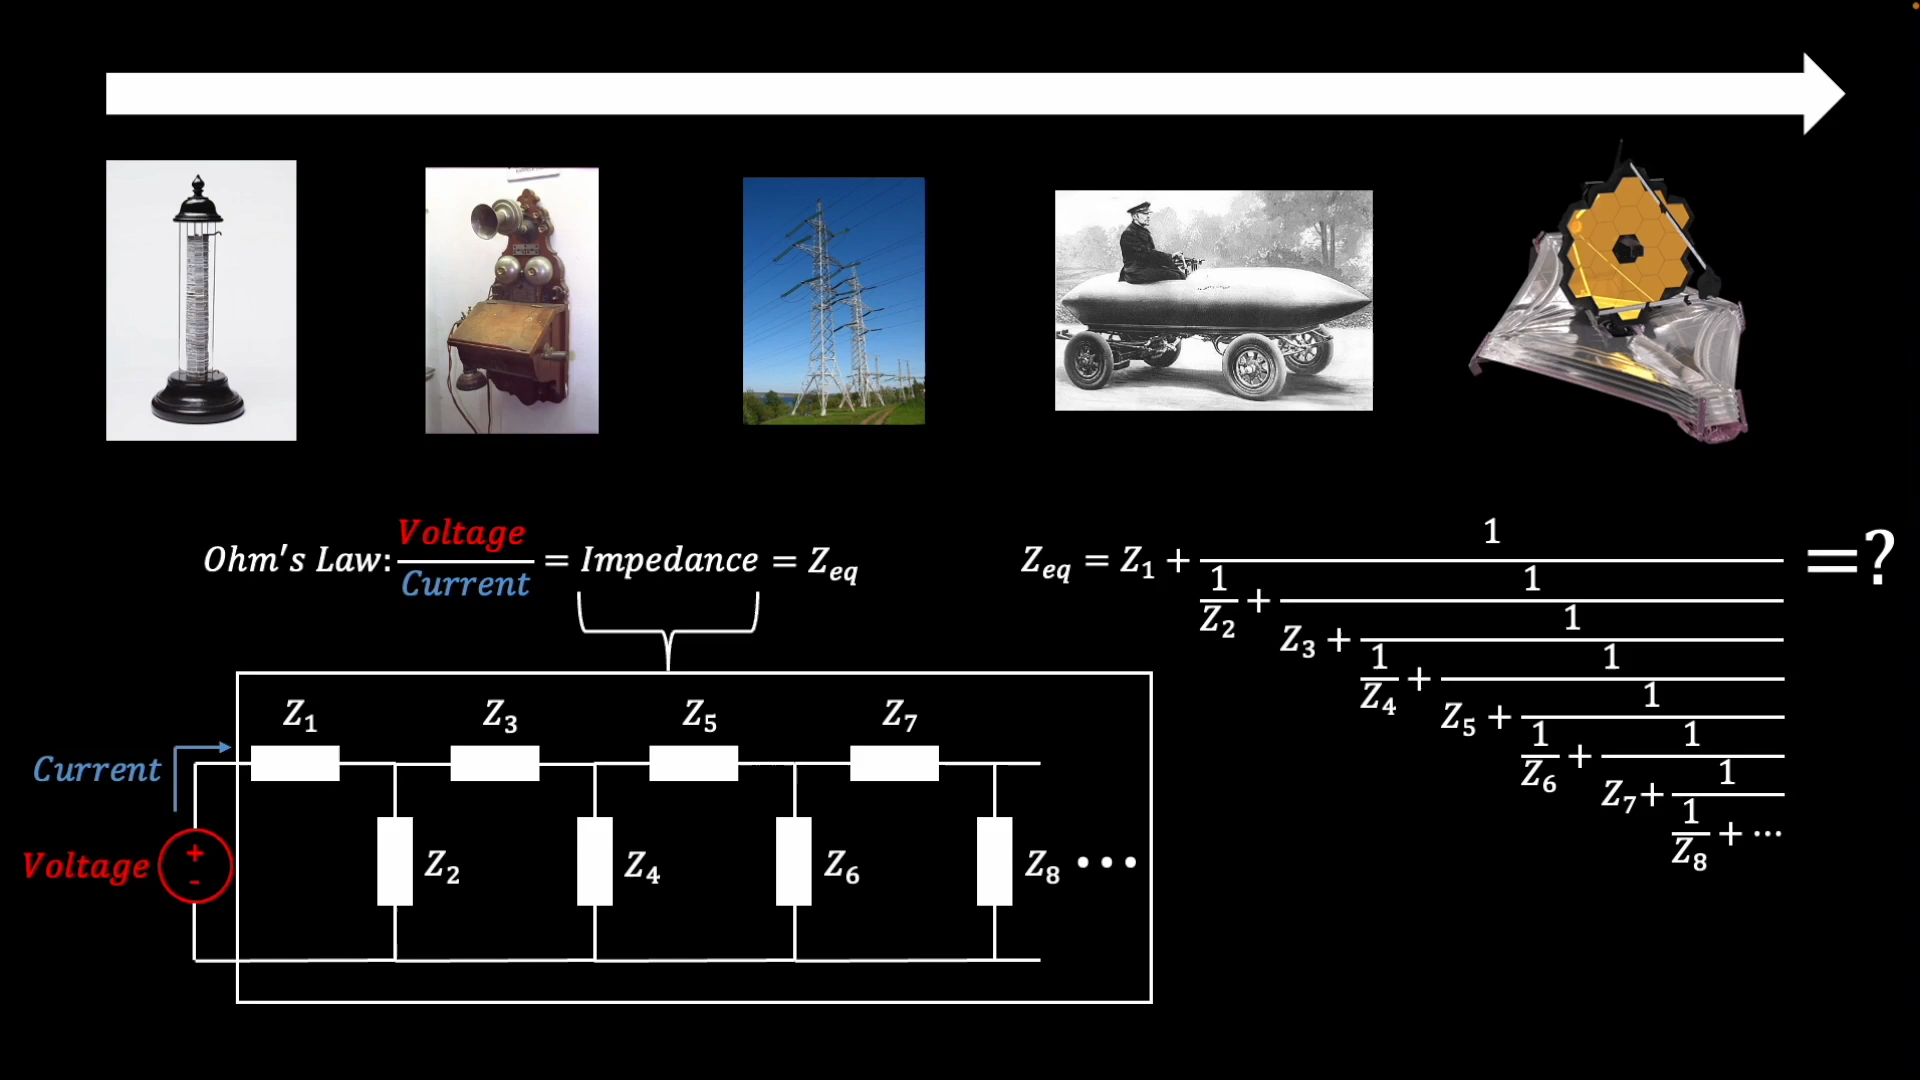 Ohm's Law: Voltage/Current = Impedance = Z_eq
Z_eq = Z_1 + 1/(1/Z_2 + 1/(Z_3 + 1/(1/Z_4 + 1/(Z_5 + 1/(1/Z_6 + 1/(Z_7 + 1/(1/Z_8 + ⋯))))))) =?
Z_1
Z_3
Z_5
Z_7
Current
Voltage
+
-
Z_2
Z_4
Z_6
Z_8 •••